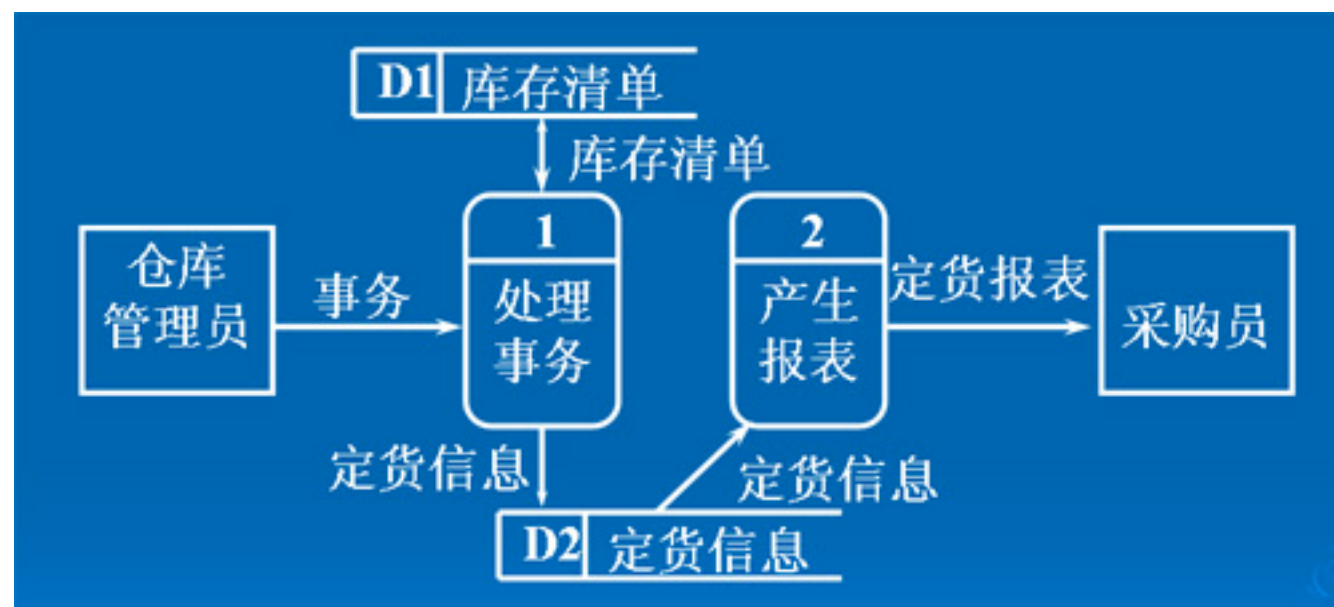 D1 库存清单
库存清单
1
2
仓库
管理员
事务
处理
事务
产生
报表
定货报表
采购员
定货信息
定货信息
D2 定货信息